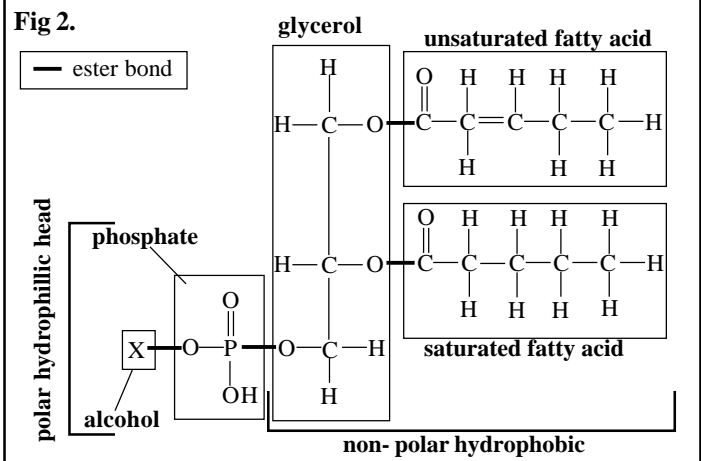 Fig 2.
ester bond
glycerol
unsaturated fatty acid
H
O H H H H
H—C—O—C—C=C—C—C—H
H H H
polar hydrophillic head
phosphate
O H H H H
H—C—O—C—C—C—C—C—H
H H H H
O
X—O—P—O—C—H
OH H
saturated fatty acid
alcohol
non- polar hydrophobic